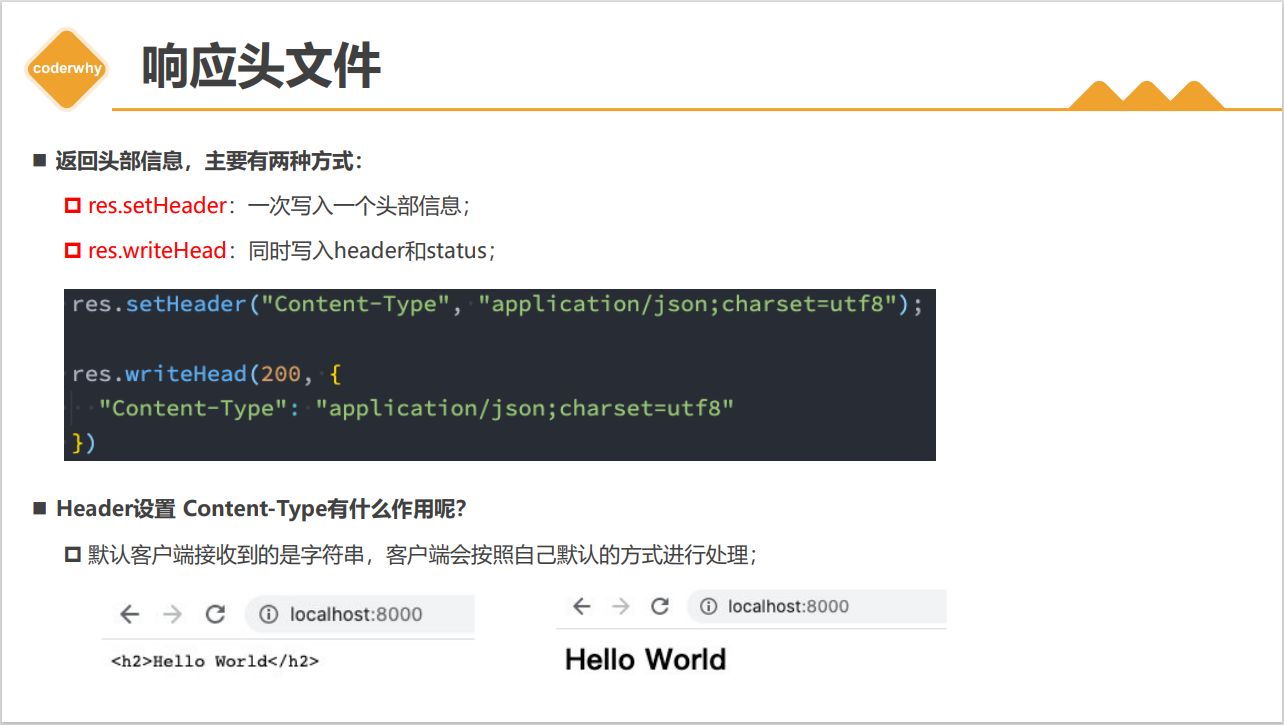 coderwhy
响应头文件
返回头部信息，主要有两种方式：
res.setHeader：一次写入一个头部信息；
res.writeHead：同时写入header和status；
res.setHeader("Content-Type", "application/json;charset=utf8");
res.writeHead(200, {
"Content-Type": "application/json;charset=utf8"
})
Header设置 Content-Type有什么作用呢？
默认客户端接收到的是字符串，客户端会按照自己默认的方式进行处理；
localhost:8000
<h2>Hello World</h2>
localhost:8000
Hello World